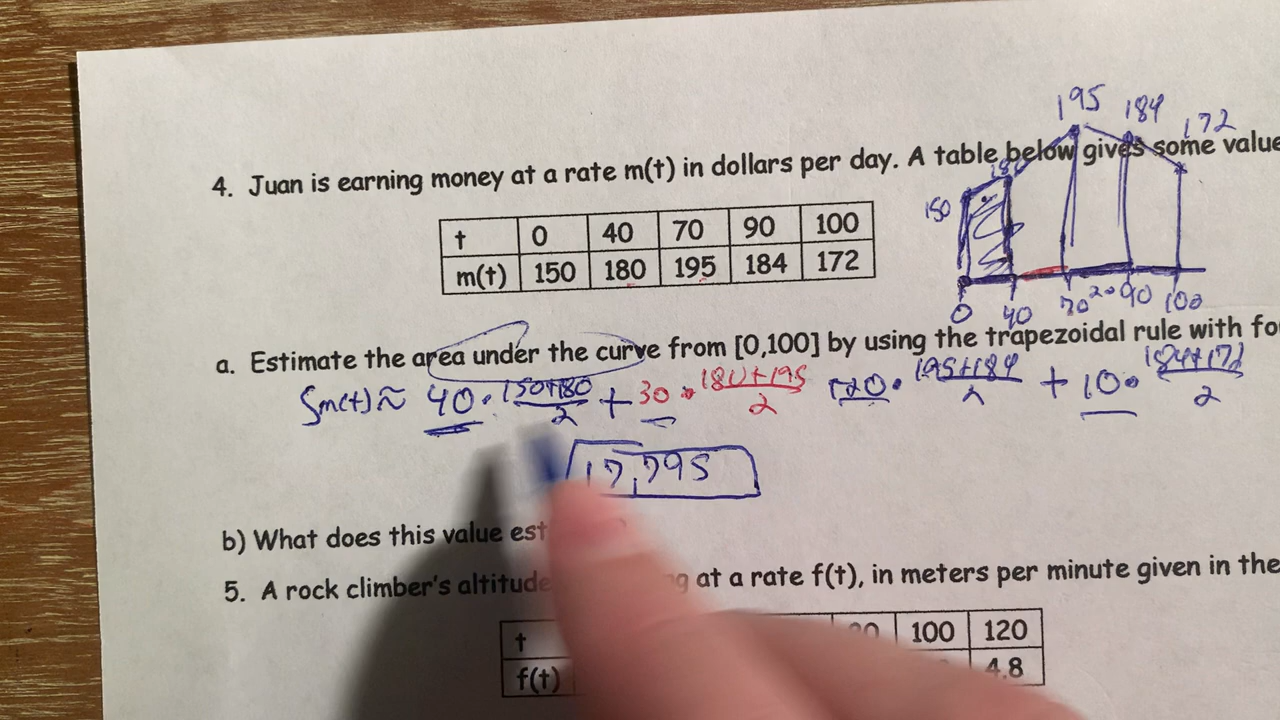 195 184 172
4. Juan is earning money at a rate m(t) in dollars per day. A table below gives some value
180
150
t 0 40 70 90 100
m(t) 150 180 195 184 172
0 40 70 20 90 100
a. Estimate the area under the curve from [0,100] by using the trapezoidal rule with fo
∫m(t) ≈ 40 · 150+180/2 + 30 · 180+195/2 +20 · 195+184/2 + 10 · 184+172/2
17,795
b) What does this value est
5. A rock climber's altitude at a rate f(t), in meters per minute given in the
t 100 120
f(t) 4.8